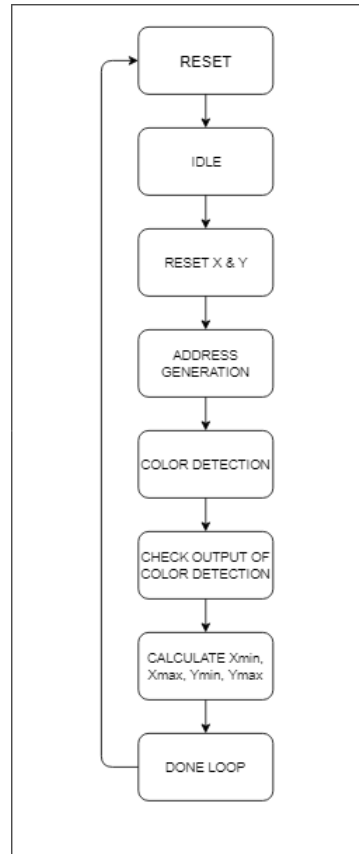 RESET
IDLE
RESET X & Y
ADDRESS
GENERATION
COLOR DETECTION
CHECK OUTPUT OF
COLOR DETECTION
CALCULATE Xmin,
Xmax, Ymin, Ymax
DONE LOOP